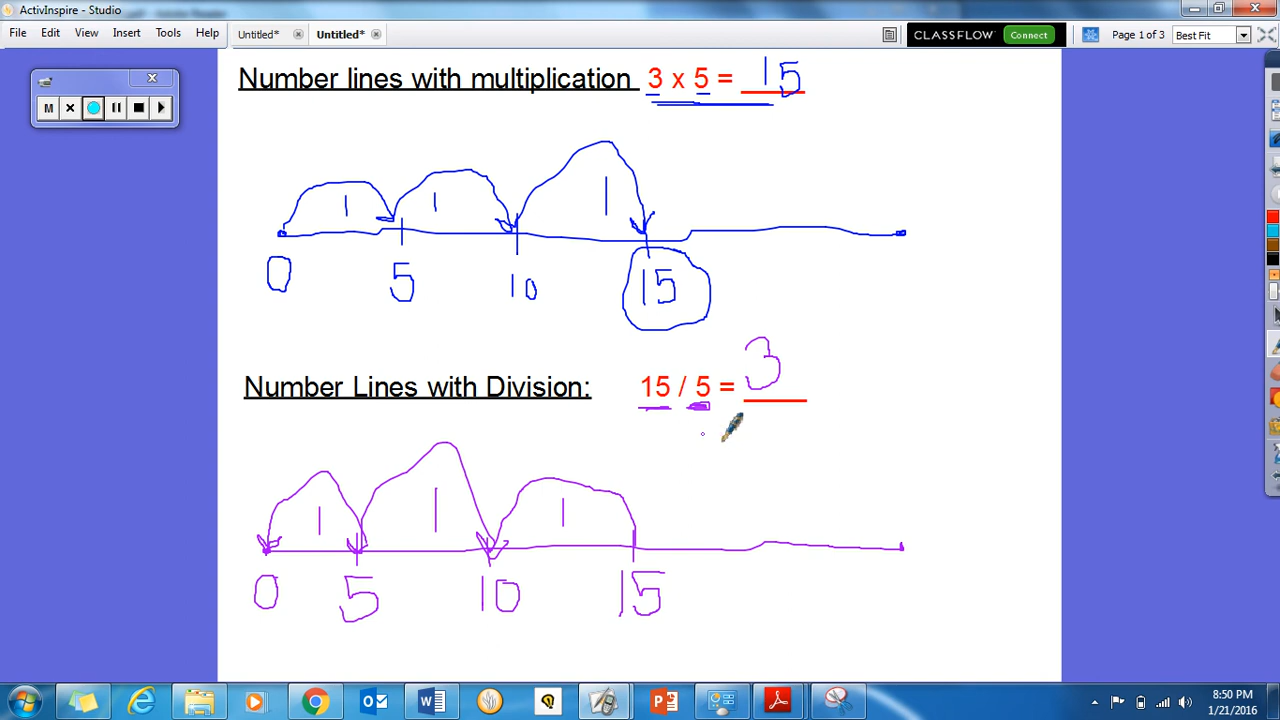 ActivInspire - Studio
File Edit View Insert Tools Help
Untitled* Untitled*
CLASSFLOW Connect
Page 1 of 3 Best Fit
M
Number lines with multiplication 3 x 5 = 15
1 1 1
0 5 10 15
Number Lines with Division: 15 / 5 = 3
1 1 1
0 5 10 15
8:50 PM
1/21/2016